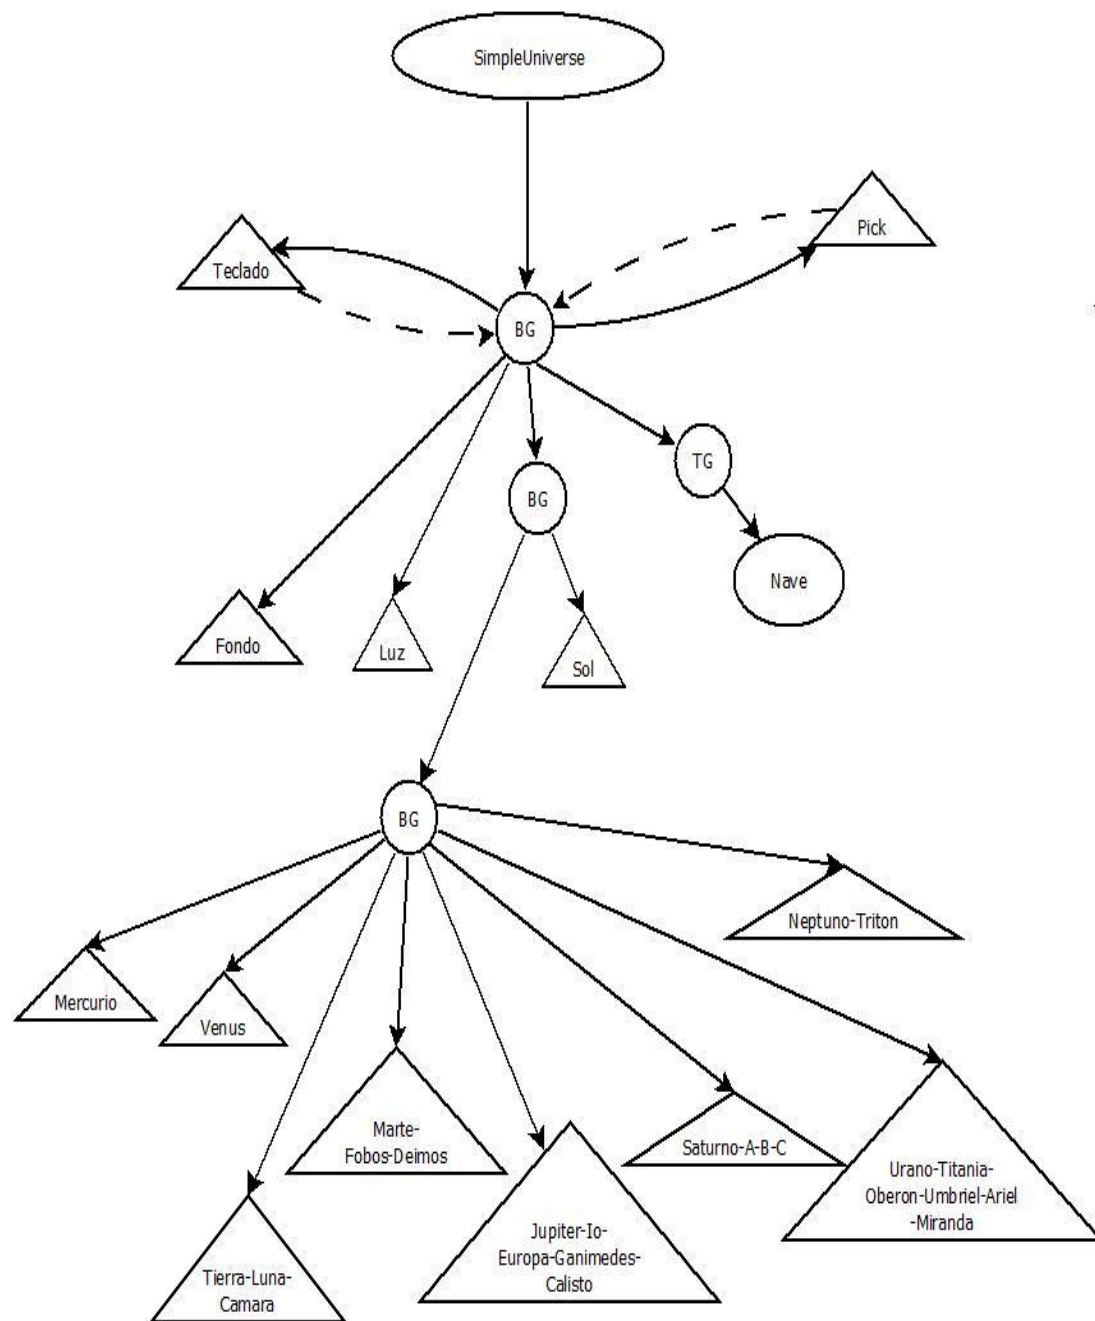 SimpleUniverse
Pick
Teclado
BG
TG
BG
Nave
Fondo
Luz
Sol
BG
Neptuno-Triton
Mercurio
Venus
Marte-
Fobos-Deimos
Saturno-A-B-C
Urano-Titania-
Oberon-Umbriel-Ariel
-Miranda
Jupiter-Io-
Europa-Ganimedes-
Calisto
Tierra-Luna-
Camara